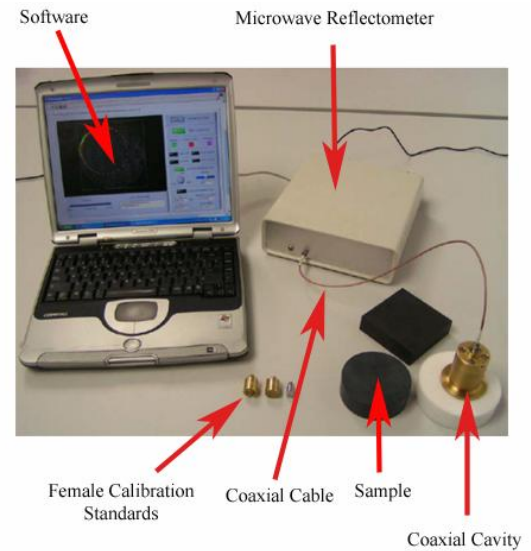 Software
Microwave Reflectometer
Female Calibration
Standards
Coaxial Cable
Sample
Coaxial Cavity